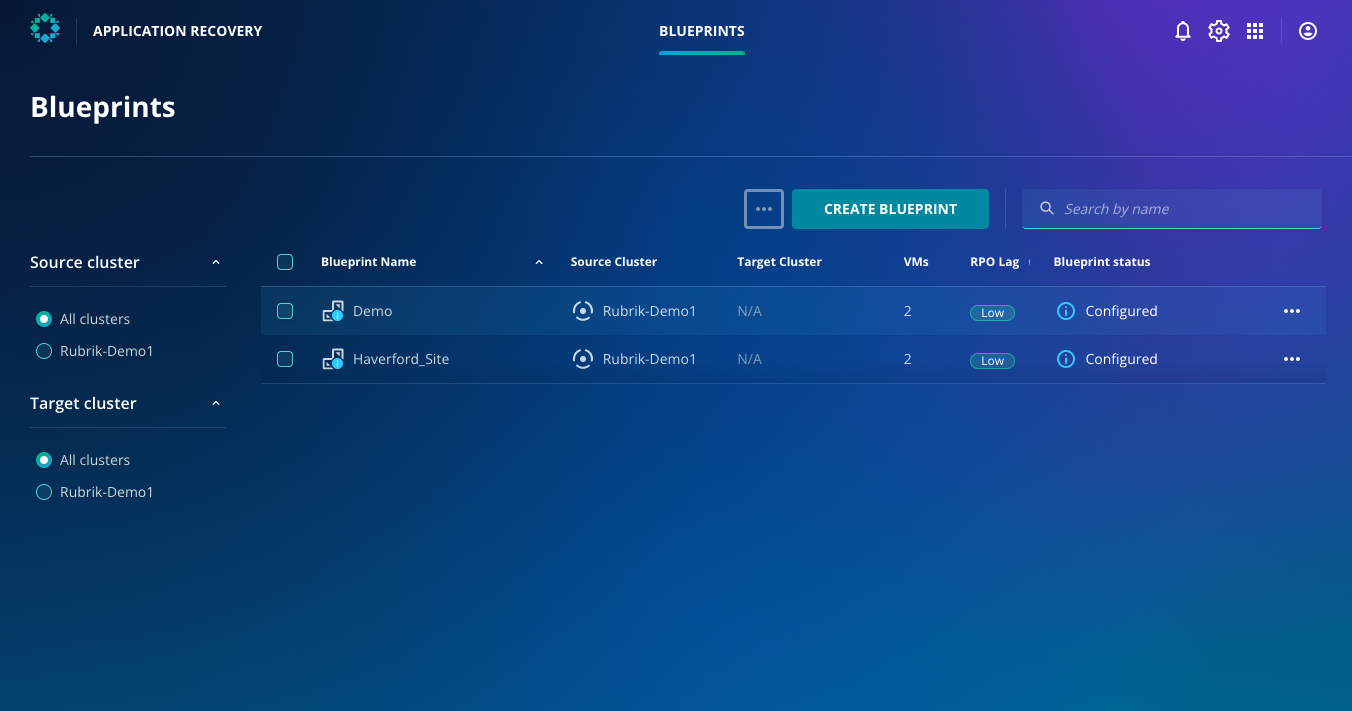 APPLICATION RECOVERY
BLUEPRINTS
Blueprints
CREATE BLUEPRINT
Search by name
Source cluster
All clusters
Rubrik-Demo1
Target cluster
All clusters
Rubrik-Demo1
Blueprint Name Source Cluster Target Cluster VMs RPO Lag Blueprint status
Demo Rubrik-Demo1 N/A 2 Low Configured
Haverford_Site Rubrik-Demo1 N/A 2 Low Configured